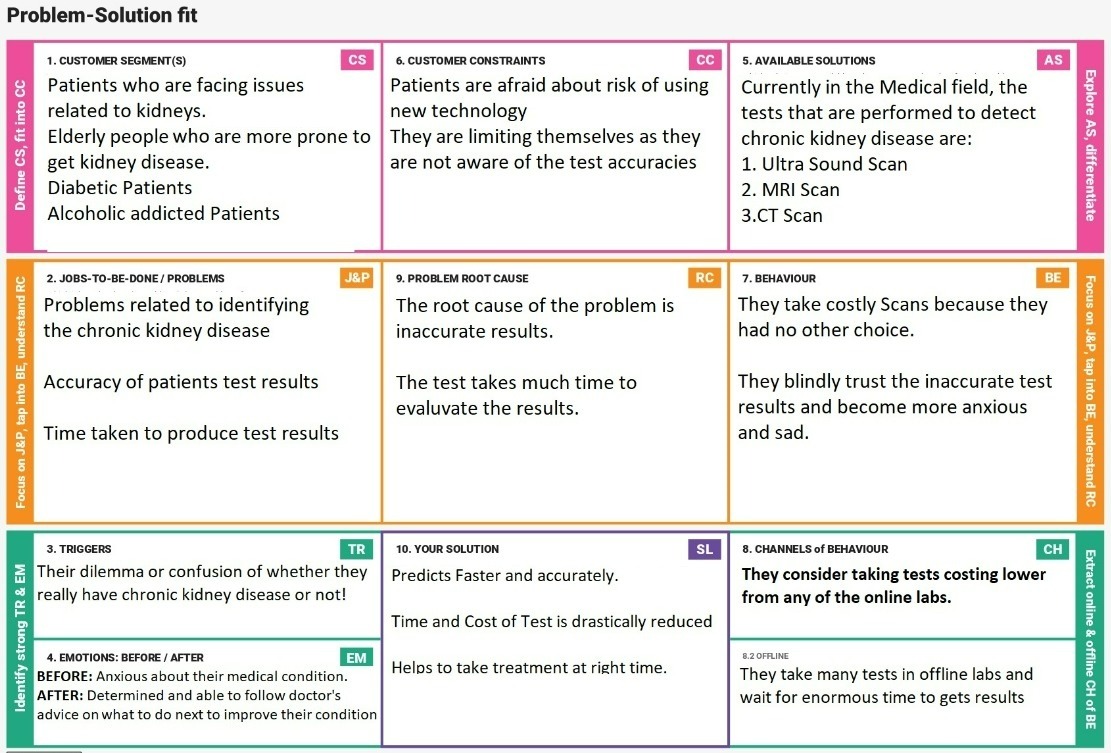 Problem-Solution fit
Define CS, fit into CC
1. CUSTOMER SEGMENT(S)
CS
Patients who are facing issues
related to kidneys.
Elderly people who are more prone to
get kidney disease.
Diabetic Patients
Alcoholic addicted Patients
6. CUSTOMER CONSTRAINTS
CC
Patients are afraid about risk of using
new technology
They are limiting themselves as they
are not aware of the test accuracies
5. AVAILABLE SOLUTIONS
AS
Currently in the Medical field, the
tests that are performed to detect
chronic kidney disease are:
1. Ultra Sound Scan
2. MRI Scan
3.CT Scan
Explore AS, differentiate
Focus on J&P, tap into BE, understand RC
2. JOBS-TO-BE-DONE / PROBLEMS
J&P
Problems related to identifying
the chronic kidney disease
Accuracy of patients test results
Time taken to produce test results
9. PROBLEM ROOT CAUSE
RC
The root cause of the problem is
inaccurate results.
The test takes much time to
evaluvate the results.
7. BEHAVIOUR
BE
They take costly Scans because they
had no other choice.
They blindly trust the inaccurate test
results and become more anxious
and sad.
Focus on J&P, tap into BE, understand RC
Identify strong TR & EM
3. TRIGGERS
TR
Their dilemma or confusion of whether they
really have chronic kidney disease or not!
4. EMOTIONS: BEFORE / AFTER
EM
BEFORE: Anxious about their medical condition.
AFTER: Determined and able to follow doctor's
advice on what to do next to improve their condition
10. YOUR SOLUTION
SL
Predicts Faster and accurately.
Time and Cost of Test is drastically reduced
Helps to take treatment at right time.
8. CHANNELS of BEHAVIOUR
CH
They consider taking tests costing lower
from any of the online labs.
8.2 OFFLINE
They take many tests in offline labs and
wait for enormous time to gets results
Extract online & offline CH of BE